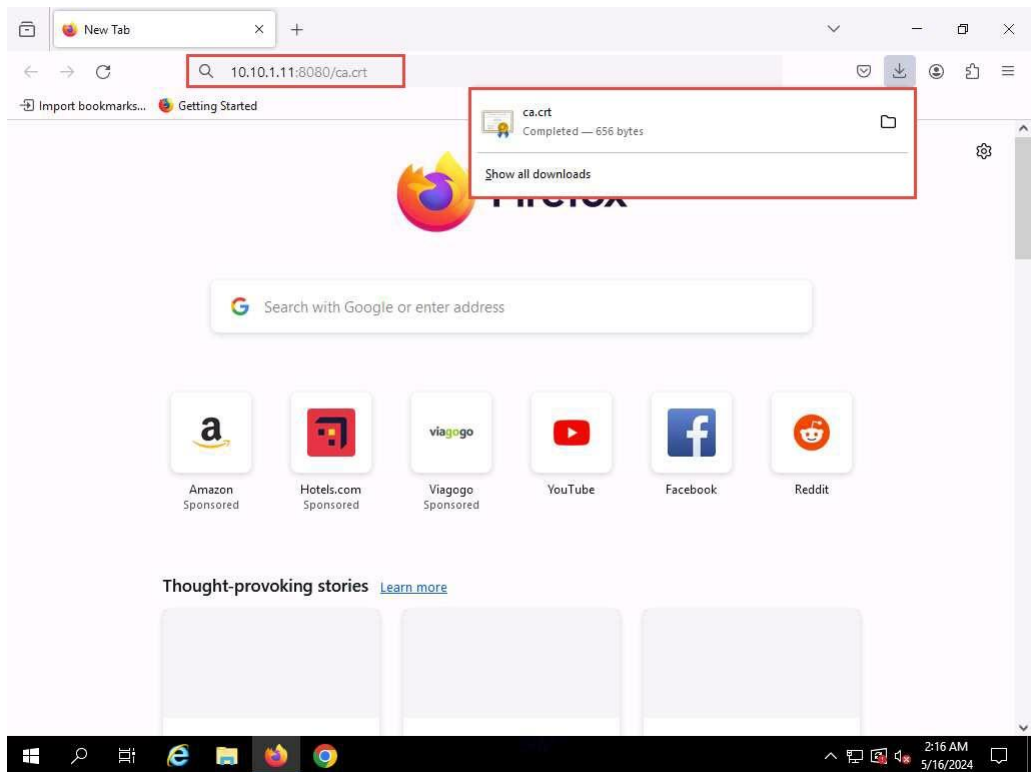 New Tab
10.10.1.11:8080/ca.crt
Import bookmarks...
Getting Started
ca.crt
Completed — 656 bytes
Show all downloads
Firefox
Search with Google or enter address
a
viagogo
Amazon
Sponsored
Hotels.com
Sponsored
Viagogo
Sponsored
YouTube
Facebook
Reddit
Thought-provoking stories Learn more
2:16 AM
5/16/2024